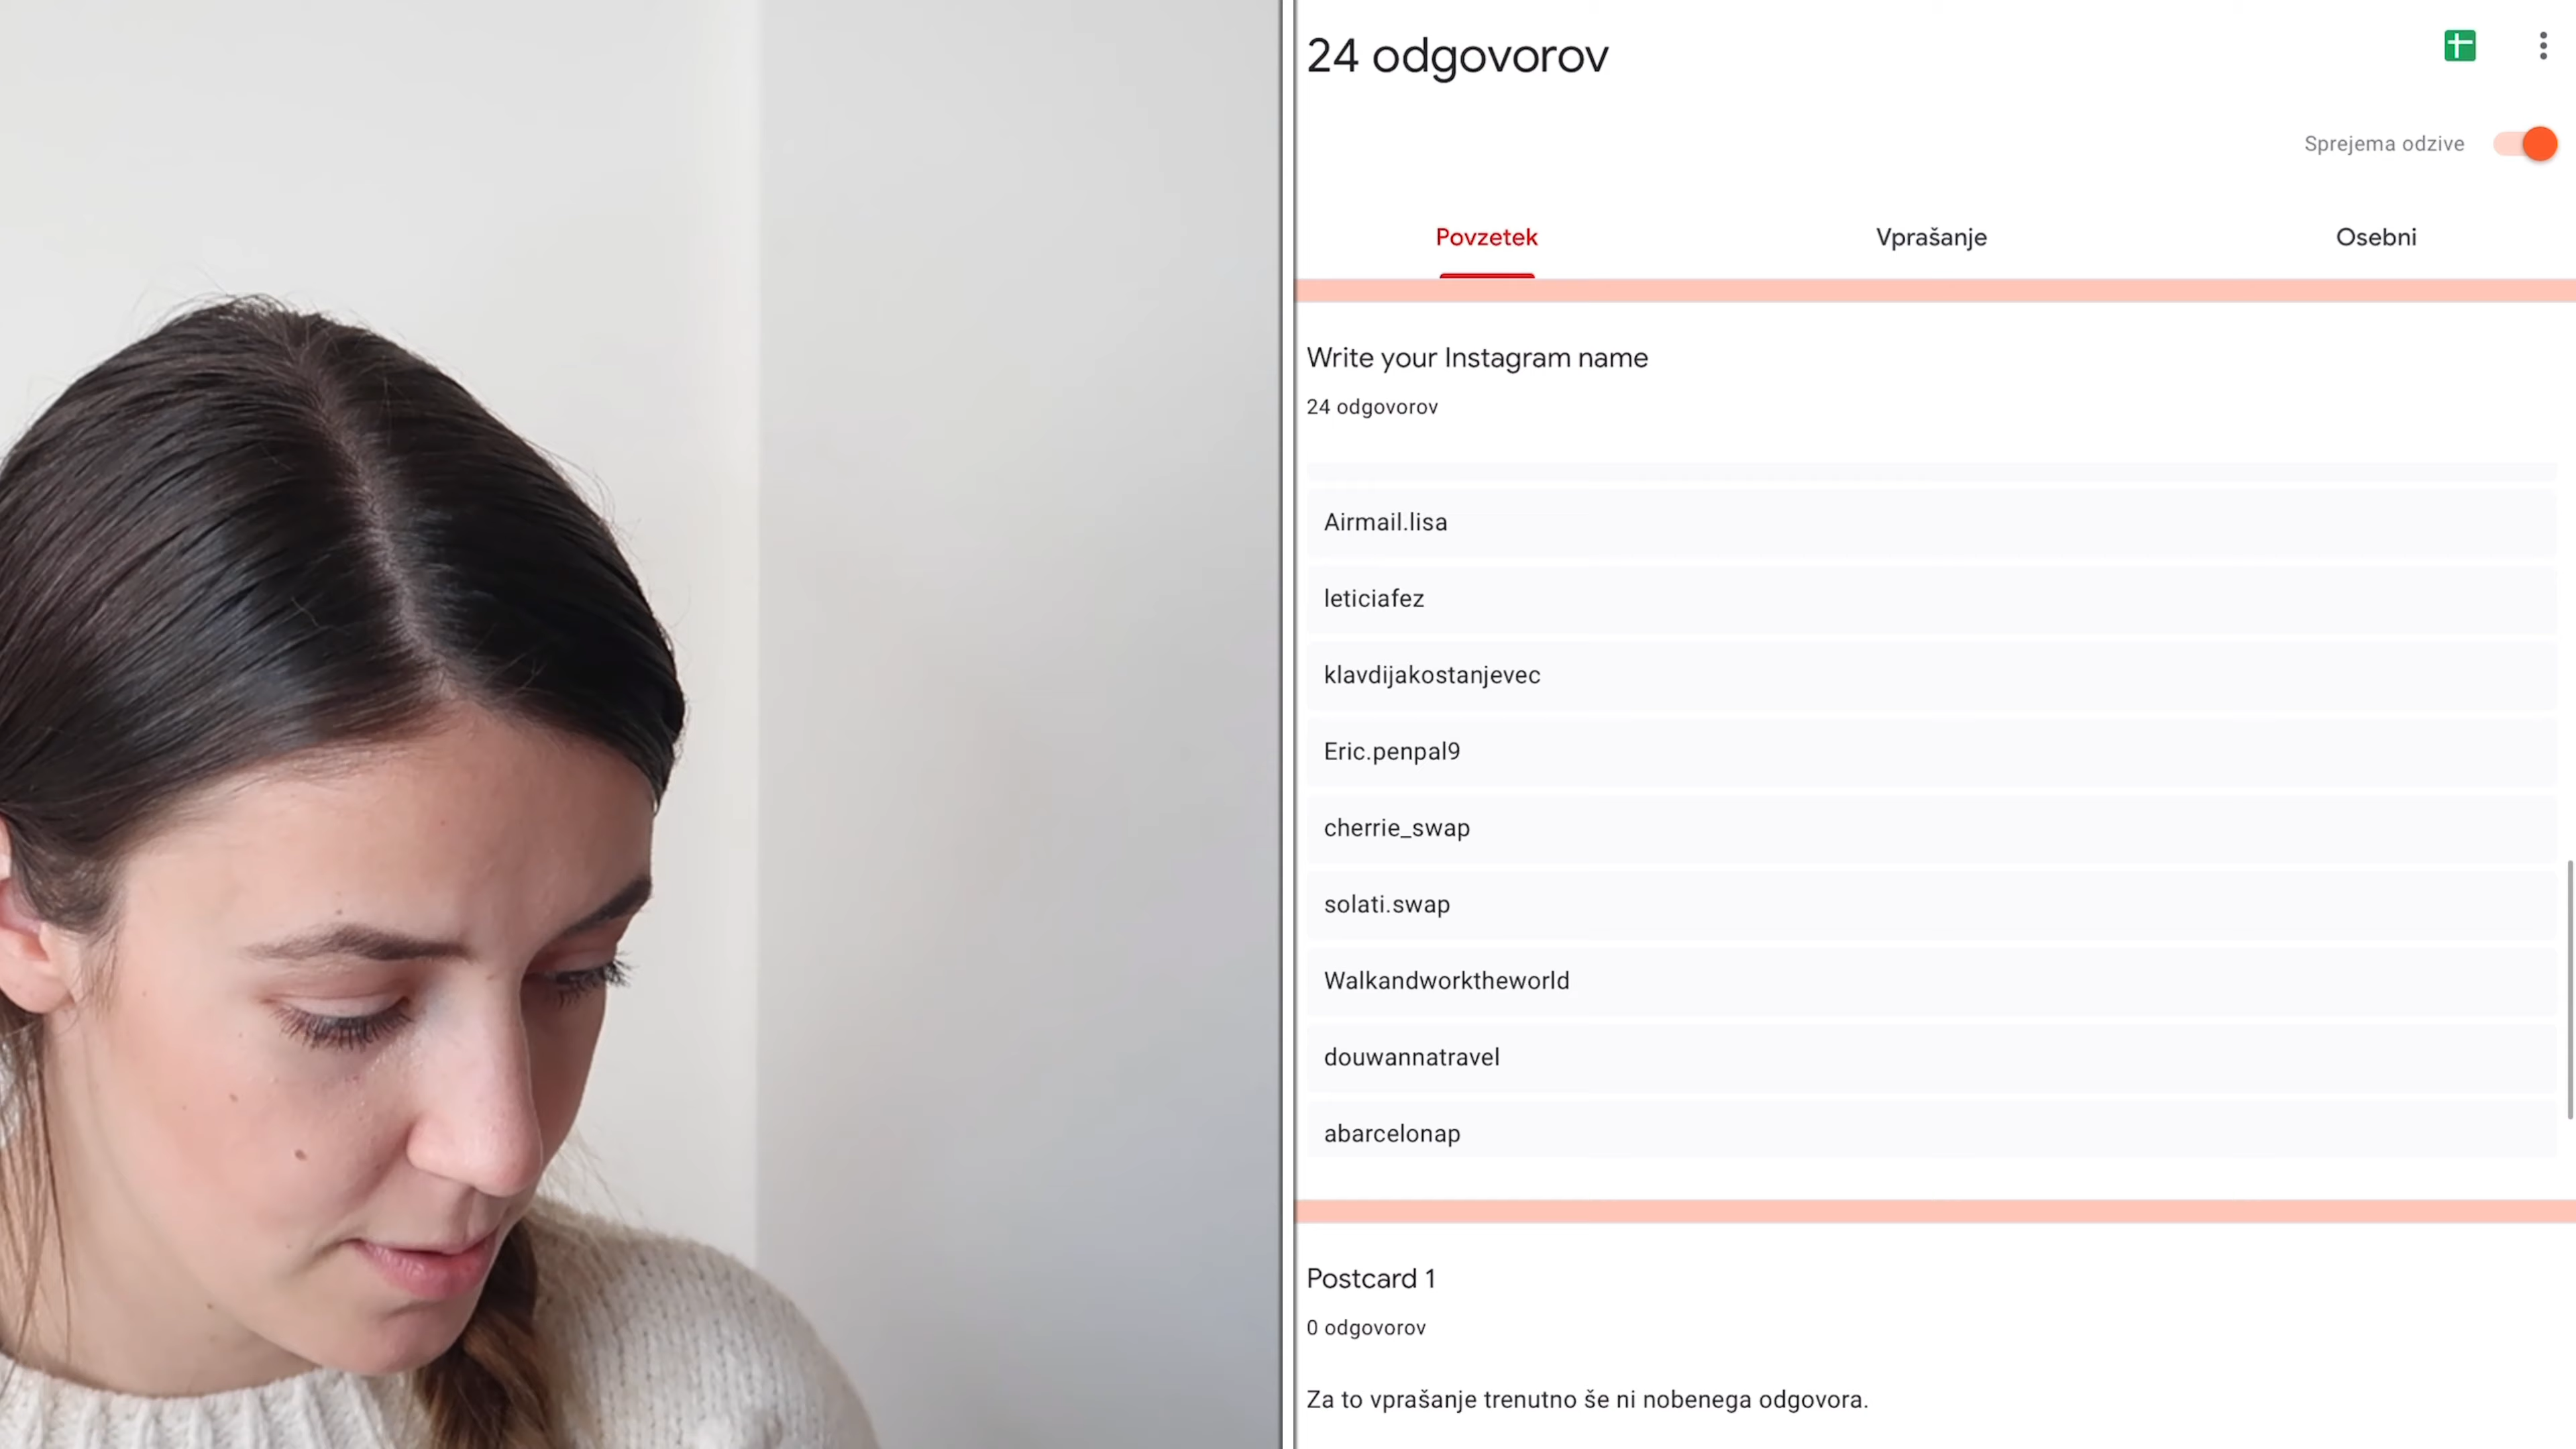 24 odgovorov
Sprejema odzive
Povzetek
Vprašanje
Osebni
Write your Instagram name
24 odgovorov
Airmail.lisa
leticiafez
klavdijakostanjevec
Eric.penpal9
cherrie_swap
solati.swap
Walkandworktheworld
douwannatravel
abarcelonap
Postcard 1
0 odgovorov
Za to vprašanje trenutno še ni nobenega odgovora.